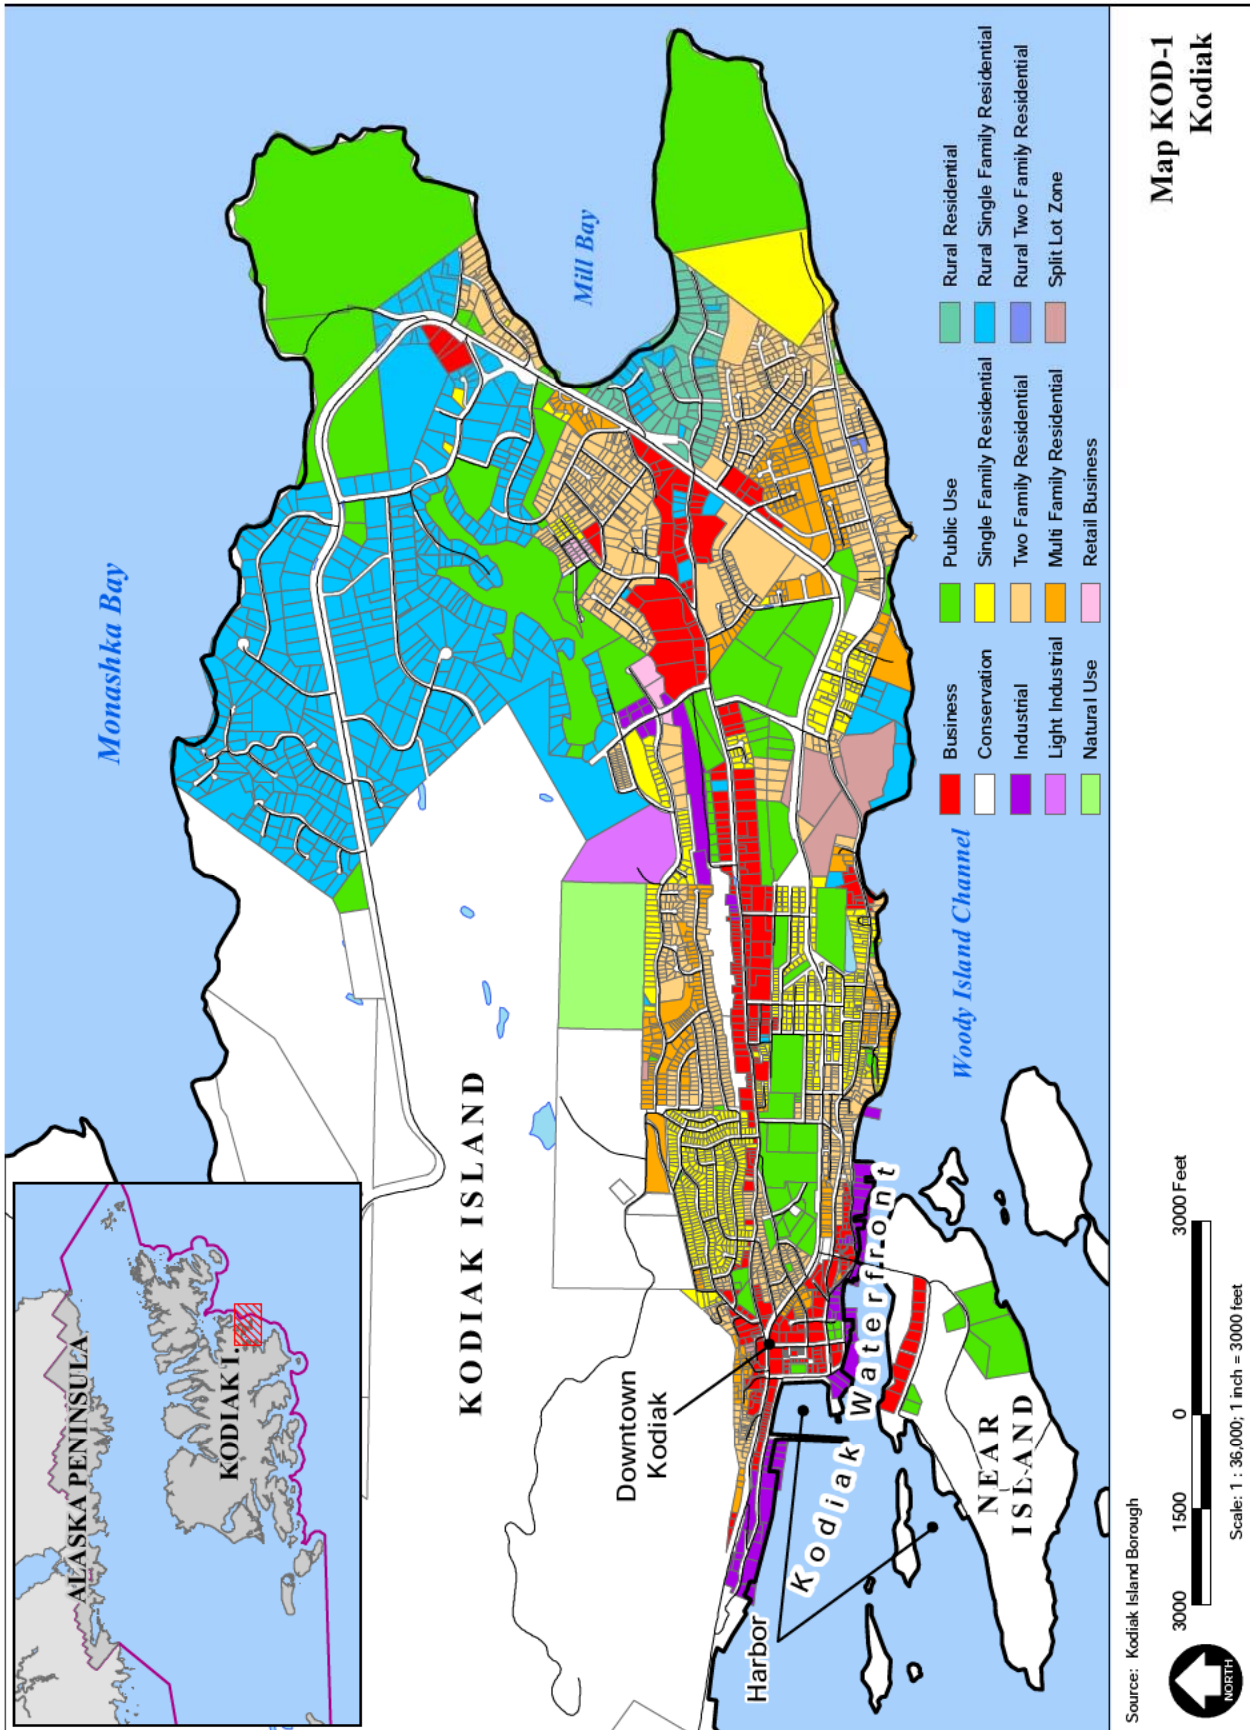 Map KOD-1
Kodiak
ALASKA PENINSULA
KODIAK I.
Monashka Bay
Mill Bay
KODIAK ISLAND
Woody Island Channel
Downtown
Kodiak
Harbor
Kodiak Waterfront
NEAR
ISLAND
Business
Conservation
Industrial
Light Industrial
Natural Use
Public Use
Single Family Residential
Two Family Residential
Multi Family Residential
Retail Business
Rural Residential
Rural Single Family Residential
Rural Two Family Residential
Split Lot Zone
Source: Kodiak Island Borough
NORTH
3000 1500 0 3000 Feet
Scale: 1 : 36,000; 1 inch = 3000 feet